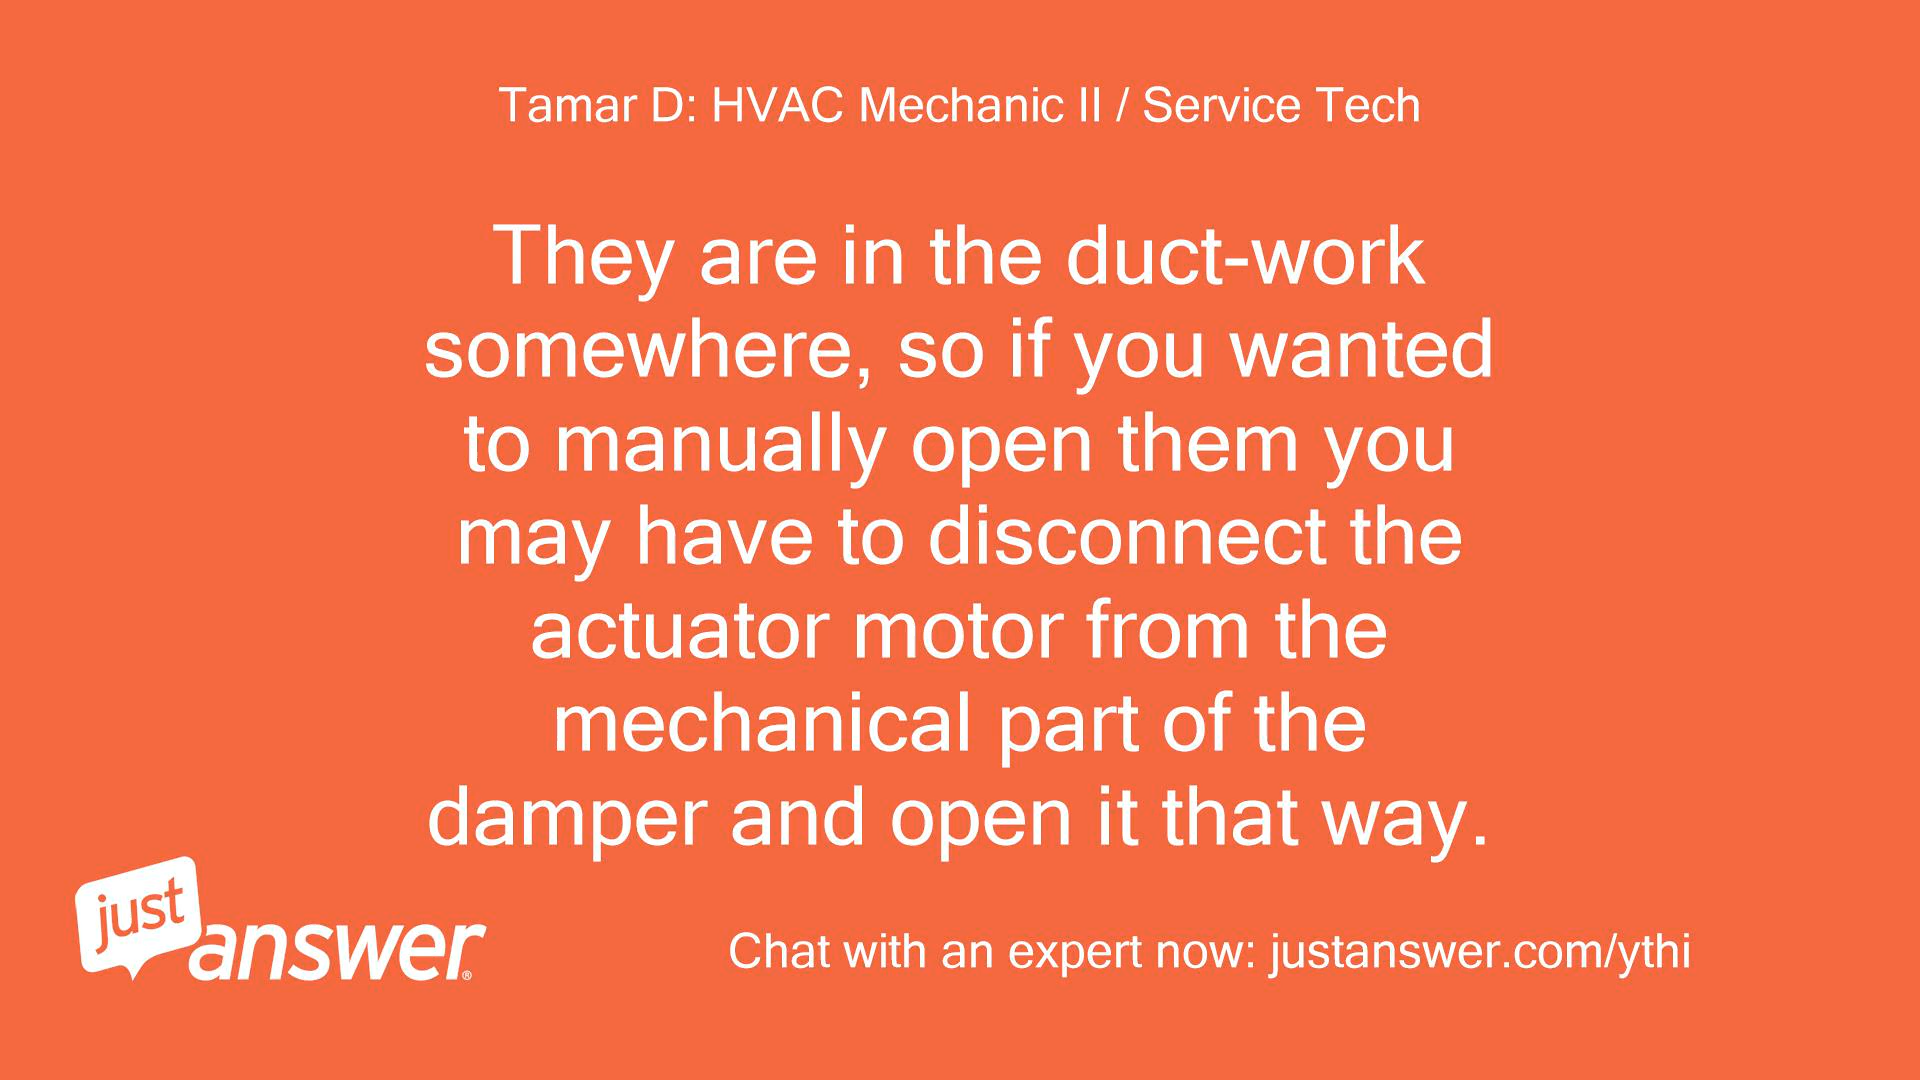 Tamar D: HVAC Mechanic II / Service Tech
They are in the duct-work
somewhere, so if you wanted
to manually open them you
may have to disconnect the
actuator motor from the
mechanical part of the
damper and open it that way.
just
answer®
Chat with an expert now: justanswer.com/ythi